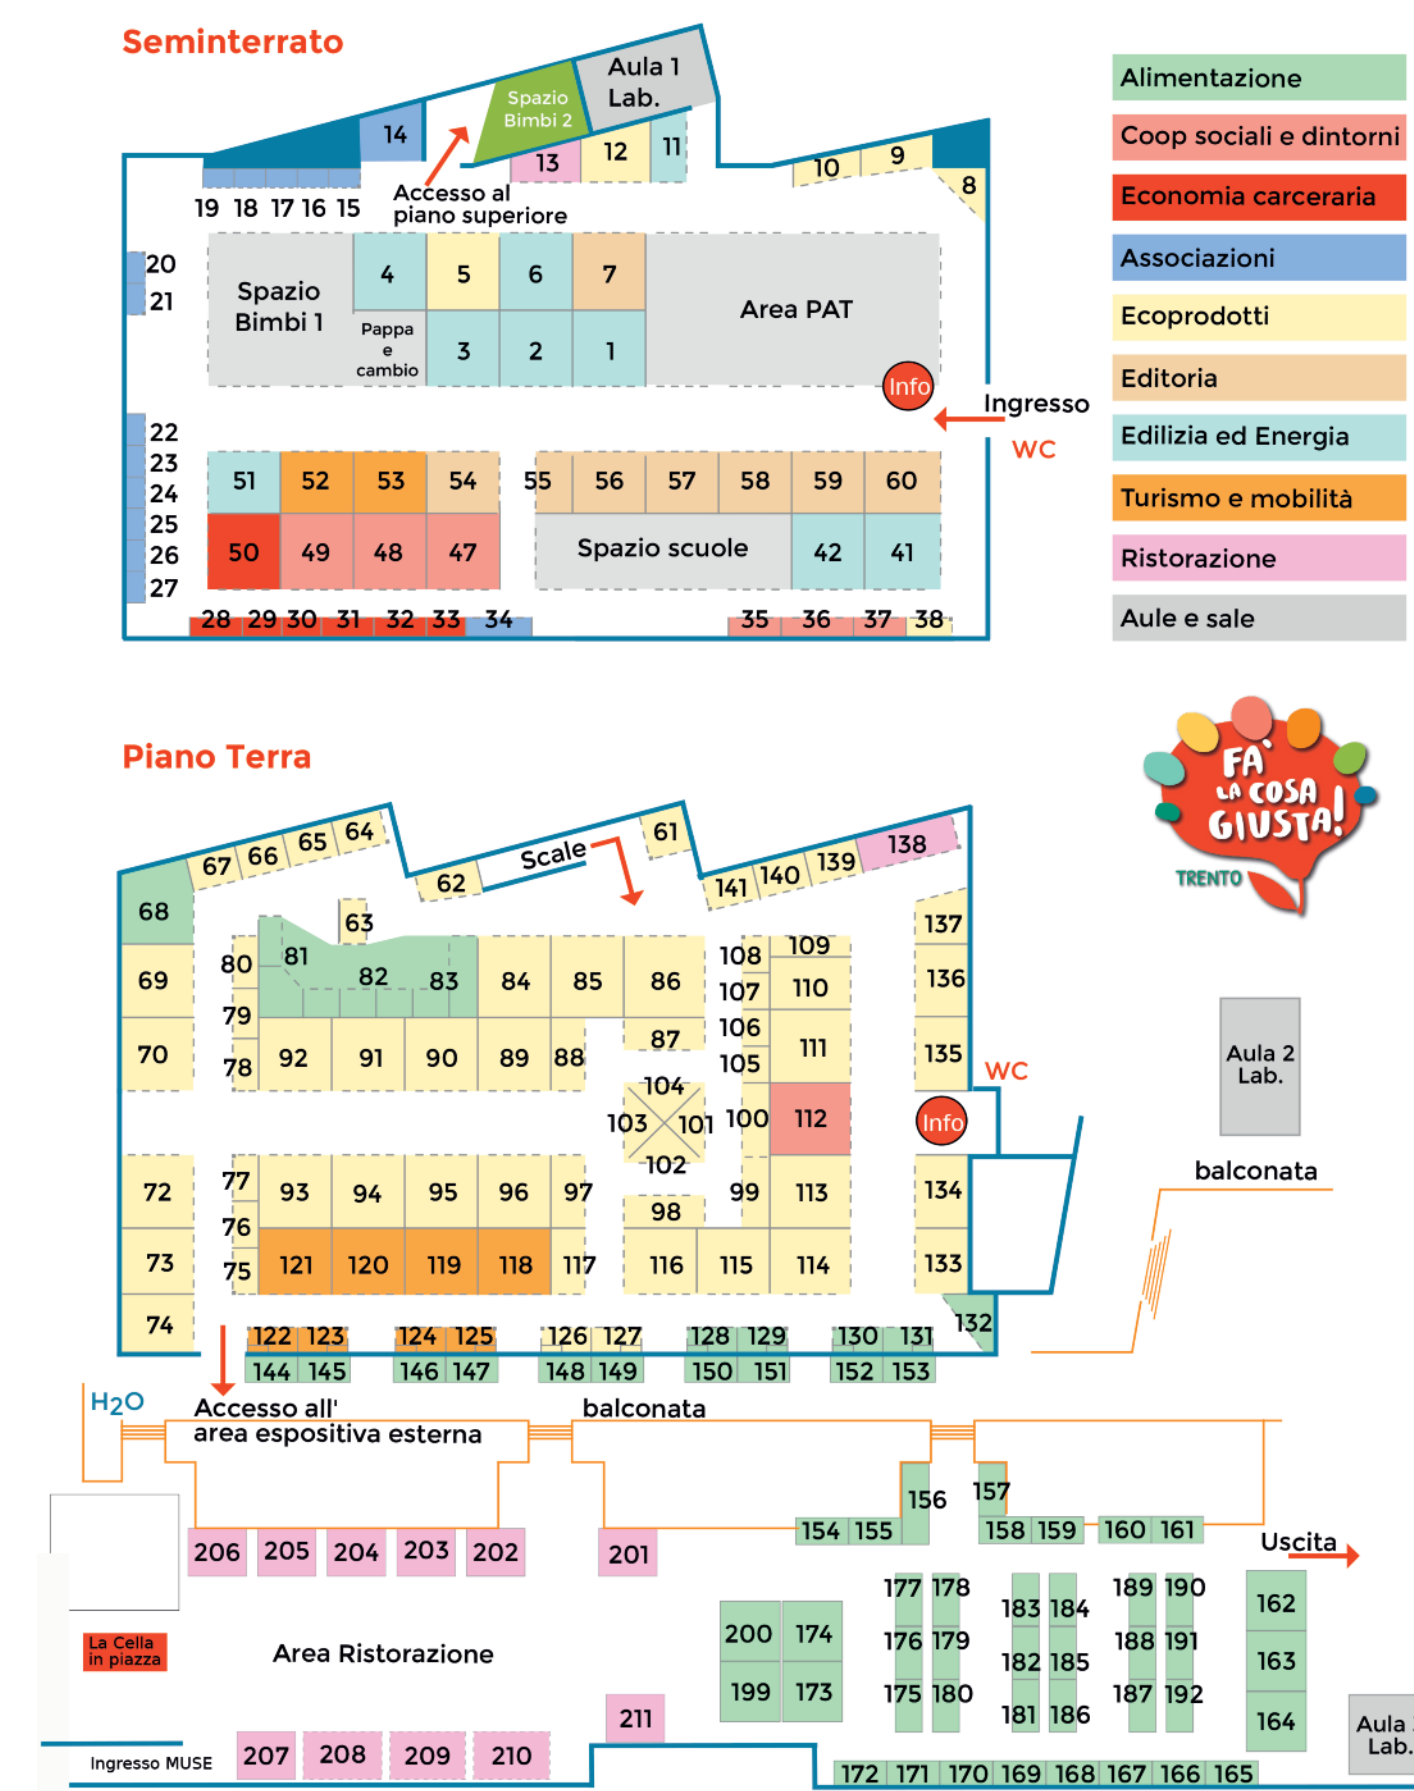 Seminterrato
Aula 1
Lab.
Spazio
Bimbi 2
14
13
12
11
10
9
8
Accesso al
piano superiore
19 18 17 16 15
20
21
Spazio
Bimbi 1
4
5
6
7
Area PAT
Pappa
e
cambio
3
2
1
Info
Ingresso
WC
22
23
24
25
26
27
51
52
53
54
55
56
57
58
59
60
50
49
48
47
Spazio scuole
42
41
28 29 30 31 32 33 34
35 36 37 38
Alimentazione
Coop sociali e dintorni
Economia carceraria
Associazioni
Ecoprodotti
Editoria
Edilizia ed Energia
Turismo e mobilità
Ristorazione
Aule e sale
FA'
LA COSA
GIUSTA!
TRENTO
Piano Terra
67
66
65
64
62
Scale
61
141
140
139
138
68
69
70
63
80
81
82
83
84
85
86
79
78
92
91
90
89
88
87
108
107
106
105
109
110
111
137
136
135
104
103
101
102
100
112
Info
WC
Aula 2
Lab.
balconata
72
73
74
77
76
75
93
94
95
96
97
98
99
113
134
121
120
119
118
117
116
115
114
133
132
122 123
124 125
126 127
128 129
130 131
144 145
146 147
148 149
150 151
152 153
H2O
Accesso all'
area espositiva esterna
balconata
156
157
154 155
158 159
160 161
206
205
204
203
202
201
Uscita
177 178
183 184
189 190
162
La Cella
in piazza
Area Ristorazione
200
174
176 179
182 185
188 191
163
199
173
175 180
181 186
187 192
164
211
Aula
Lab.
Ingresso MUSE
207
208
209
210
172 171 170 169 168 167 166 165